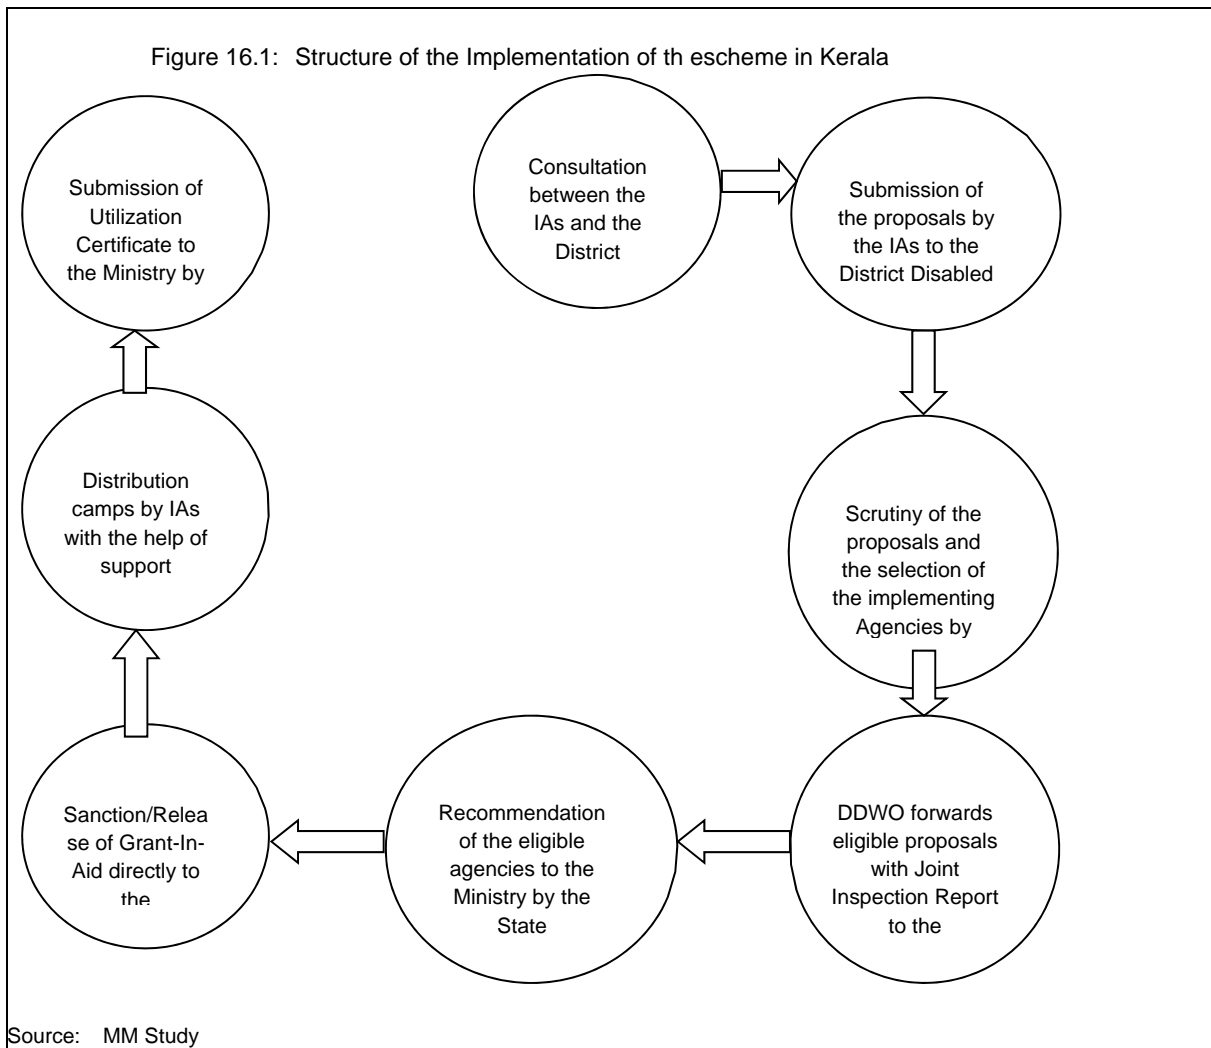 Figure 16.1: Structure of the Implementation of th escheme in Kerala
Consultation
between the
IAs and the
District
Submission of
the proposals by
the IAs to the
District Disabled
Scrutiny of the
proposals and
the selection of
the implementing
Agencies by
DDWO forwards
eligible proposals
with Joint
Inspection Report
to the
Recommendation
of the eligible
agencies to the
Ministry by the
State
Sanction/Relea
se of Grant-In-
Aid directly to
the
Distribution
camps by IAs
with the help of
support
Submission of
Utilization
Certificate to
the Ministry by
Source: MM Study